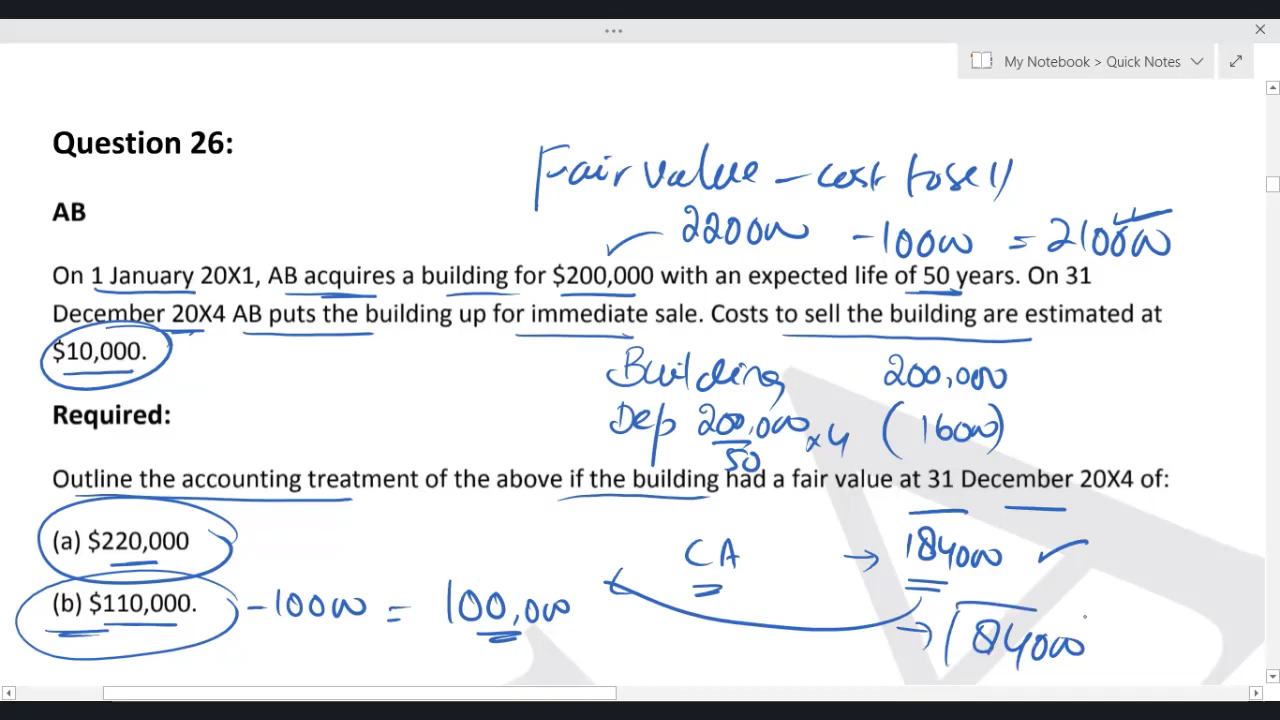 My Notebook > Quick Notes
Question 26:
Fair value - cost to sell
AB
220000 - 10000 = 210000
On 1 January 20X1, AB acquires a building for $200,000 with an expected life of 50 years. On 31
December 20X4 AB puts the building up for immediate sale. Costs to sell the building are estimated at
$10,000.
Building 200,000
Required:
Dep 200,000 x4 (16000)
50
Outline the accounting treatment of the above if the building had a fair value at 31 December 20X4 of:
(a) $220,000
CA → 184000
(b) $110,000. - 10000 = 100,000
→ 184000